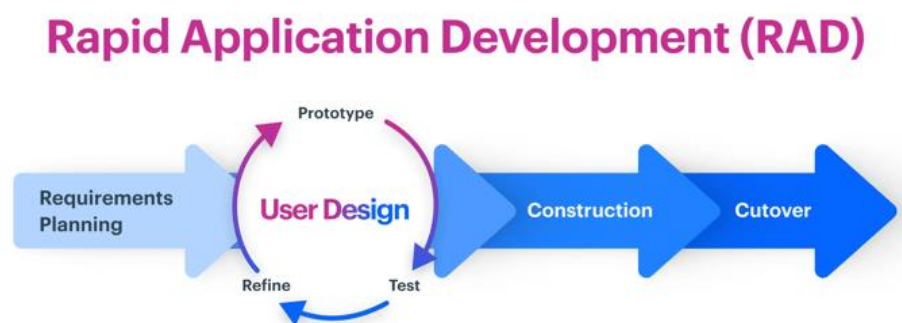 Rapid Application Development (RAD)
Prototype
Requirements
Planning
User Design
Construction
Cutover
Refine
Test